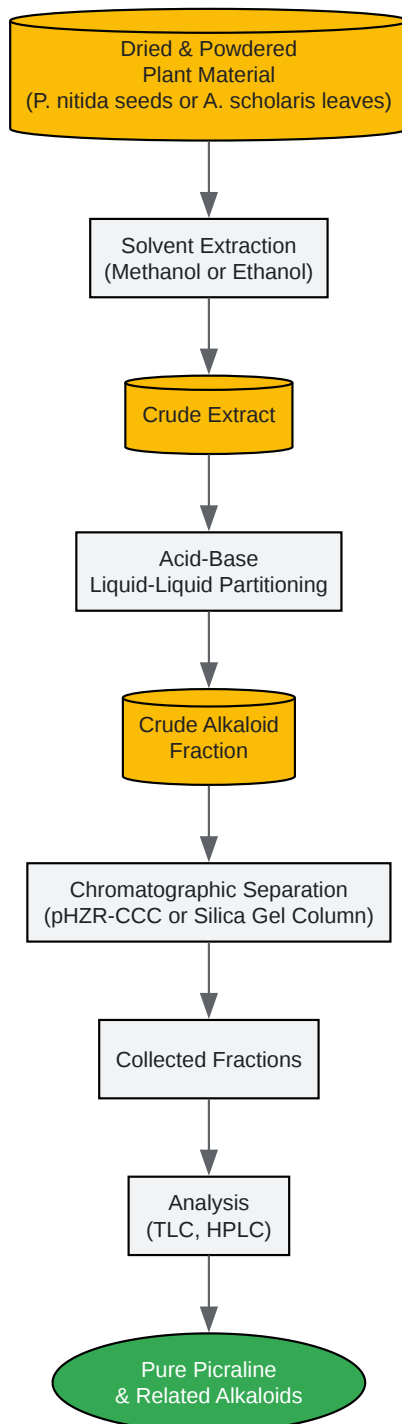 Dried & Powdered
Plant Material
(P. nitida seeds or A. scholaris leaves)
Solvent Extraction
(Methanol or Ethanol)
Crude Extract
Acid-Base
Liquid-Liquid Partitioning
Crude Alkaloid
Fraction
Chromatographic Separation
(pHZR-CCC or Silica Gel Column)
Collected Fractions
Analysis
(TLC, HPLC)
Pure Picraline
& Related Alkaloids